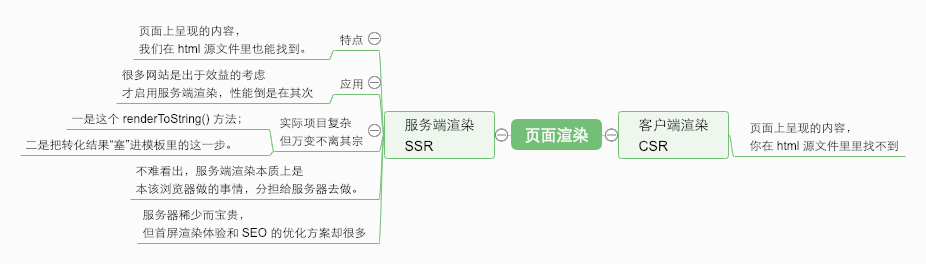 页面上呈现的内容，
我们在 html 源文件里也能找到。
特点
很多网站是出于效益的考虑
才启用服务端渲染，性能倒是在其次
应用
一是这个 renderToString() 方法；
二是把转化结果“塞”进模板里的这一步。
实际项目复杂
但万变不离其宗
不难看出，服务端渲染本质上是
本该浏览器做的事情，分担给服务器去做。
服务器稀少而宝贵，
但首屏渲染体验和 SEO 的优化方案却很多
服务端渲染
SSR
页面渲染
客户端渲染
CSR
页面上呈现的内容，
你在 html 源文件里里找不到